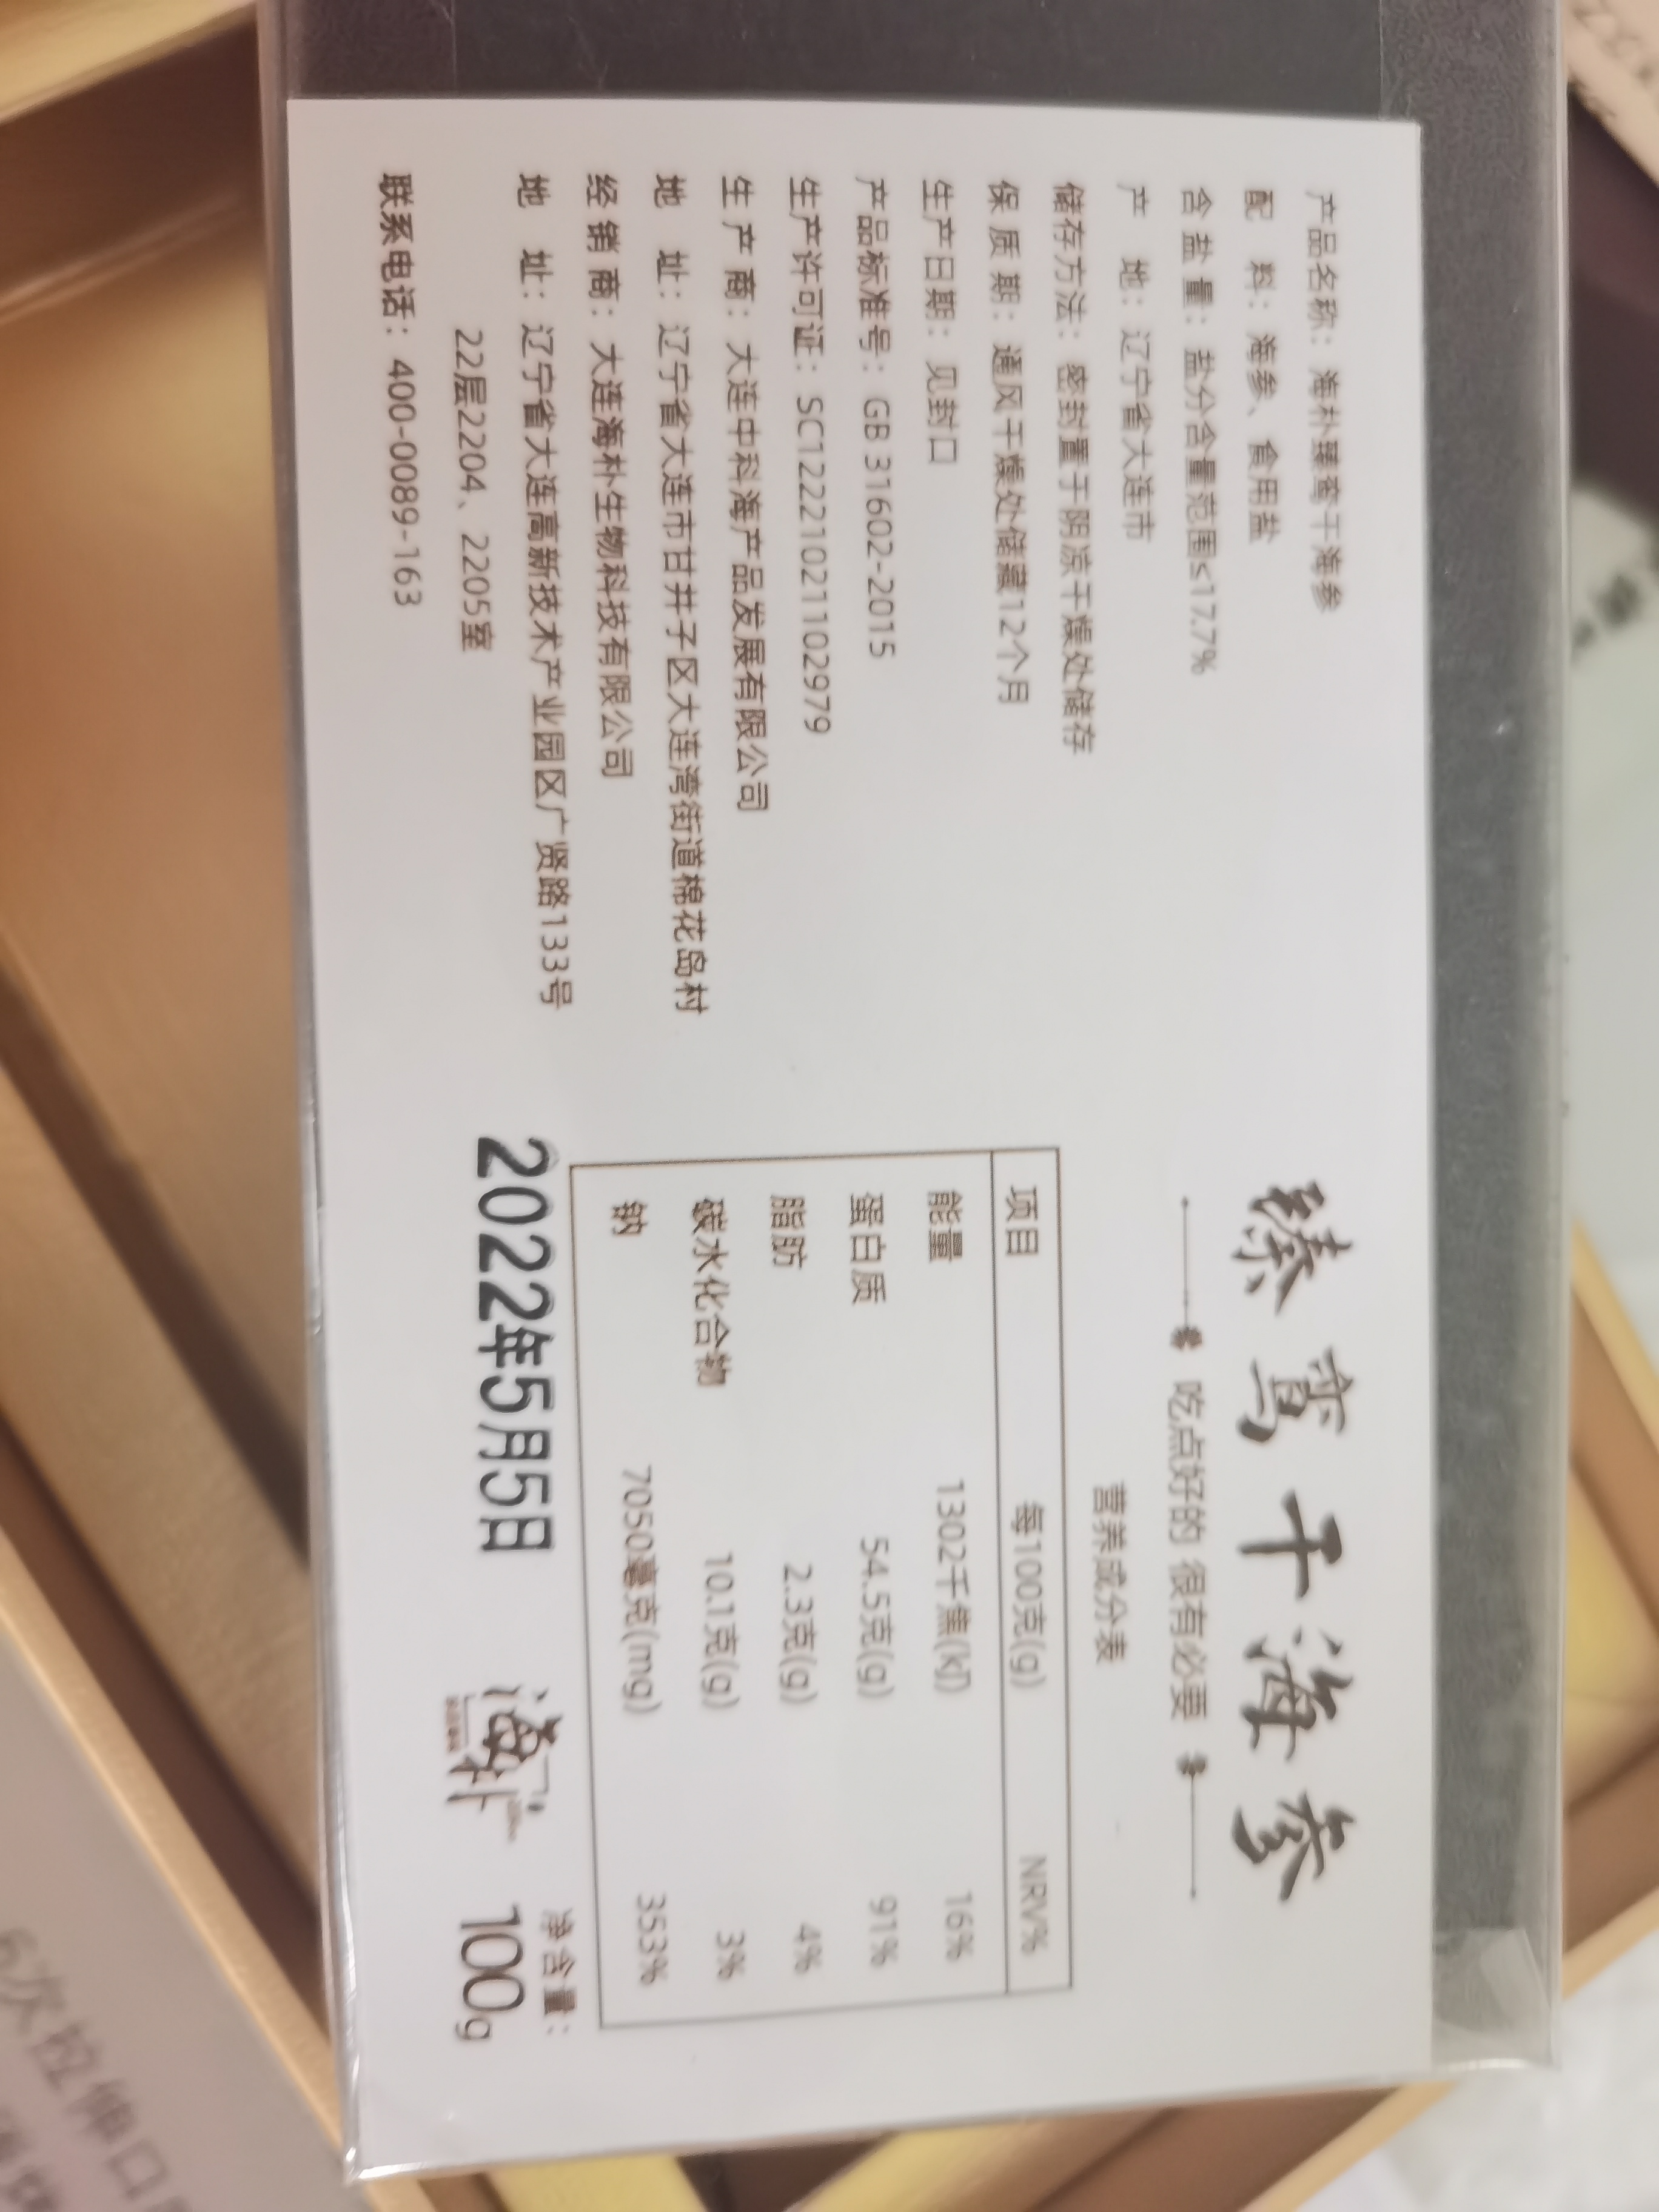 产品名称：海朴臻鸾干海参
配 料：海参、食用盐
含盐量：盐分含量范围≤17.7%
产 地：辽宁省大连市
储存方法：密封置于阴凉干燥处储存
保质期：通风干燥处储藏12个月
生产日期：见封口
产品标准号：GB 31602-2015
生产许可证：SC12221021102979
生产商：大连中科海产品发展有限公司
地 址：辽宁省大连市甘井子区大连湾街道棉花岛村
经销商：大连海朴生物科技有限公司
地 址：辽宁省大连高新技术产业园区广贤路133号
22层2204、2205室
联系电话：400-0089-163
臻鸾干海参
吃点好的 很有必要
营养成分表
项目 每100克(g) NRV%
能量 1302千焦(kJ) 16%
蛋白质 54.5克(g) 91%
脂肪 2.3克(g) 4%
碳水化合物 10.1克(g) 3%
钠 7050毫克(mg) 353%
2022年5月5日
海朴
净含量：
100g
6次拉伸口